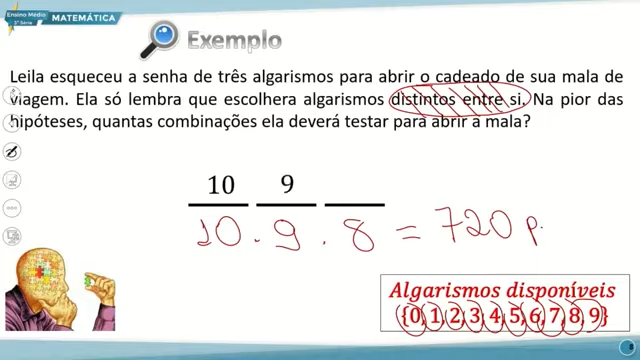 Ensino Médio
3ª Série
MATEMÁTICA
Exemplo
Leila esqueceu a senha de três algarismos para abrir o cadeado de sua mala de
viagem. Ela só lembra que escolhera algarismos distintos entre si. Na pior das
hipóteses, quantas combinações ela deverá testar para abrir a mala?
10 9
10 . 9 . 8 = 720 p.
Algarismos disponíveis
{0, 1, 2, 3, 4, 5, 6, 7, 8, 9}
8